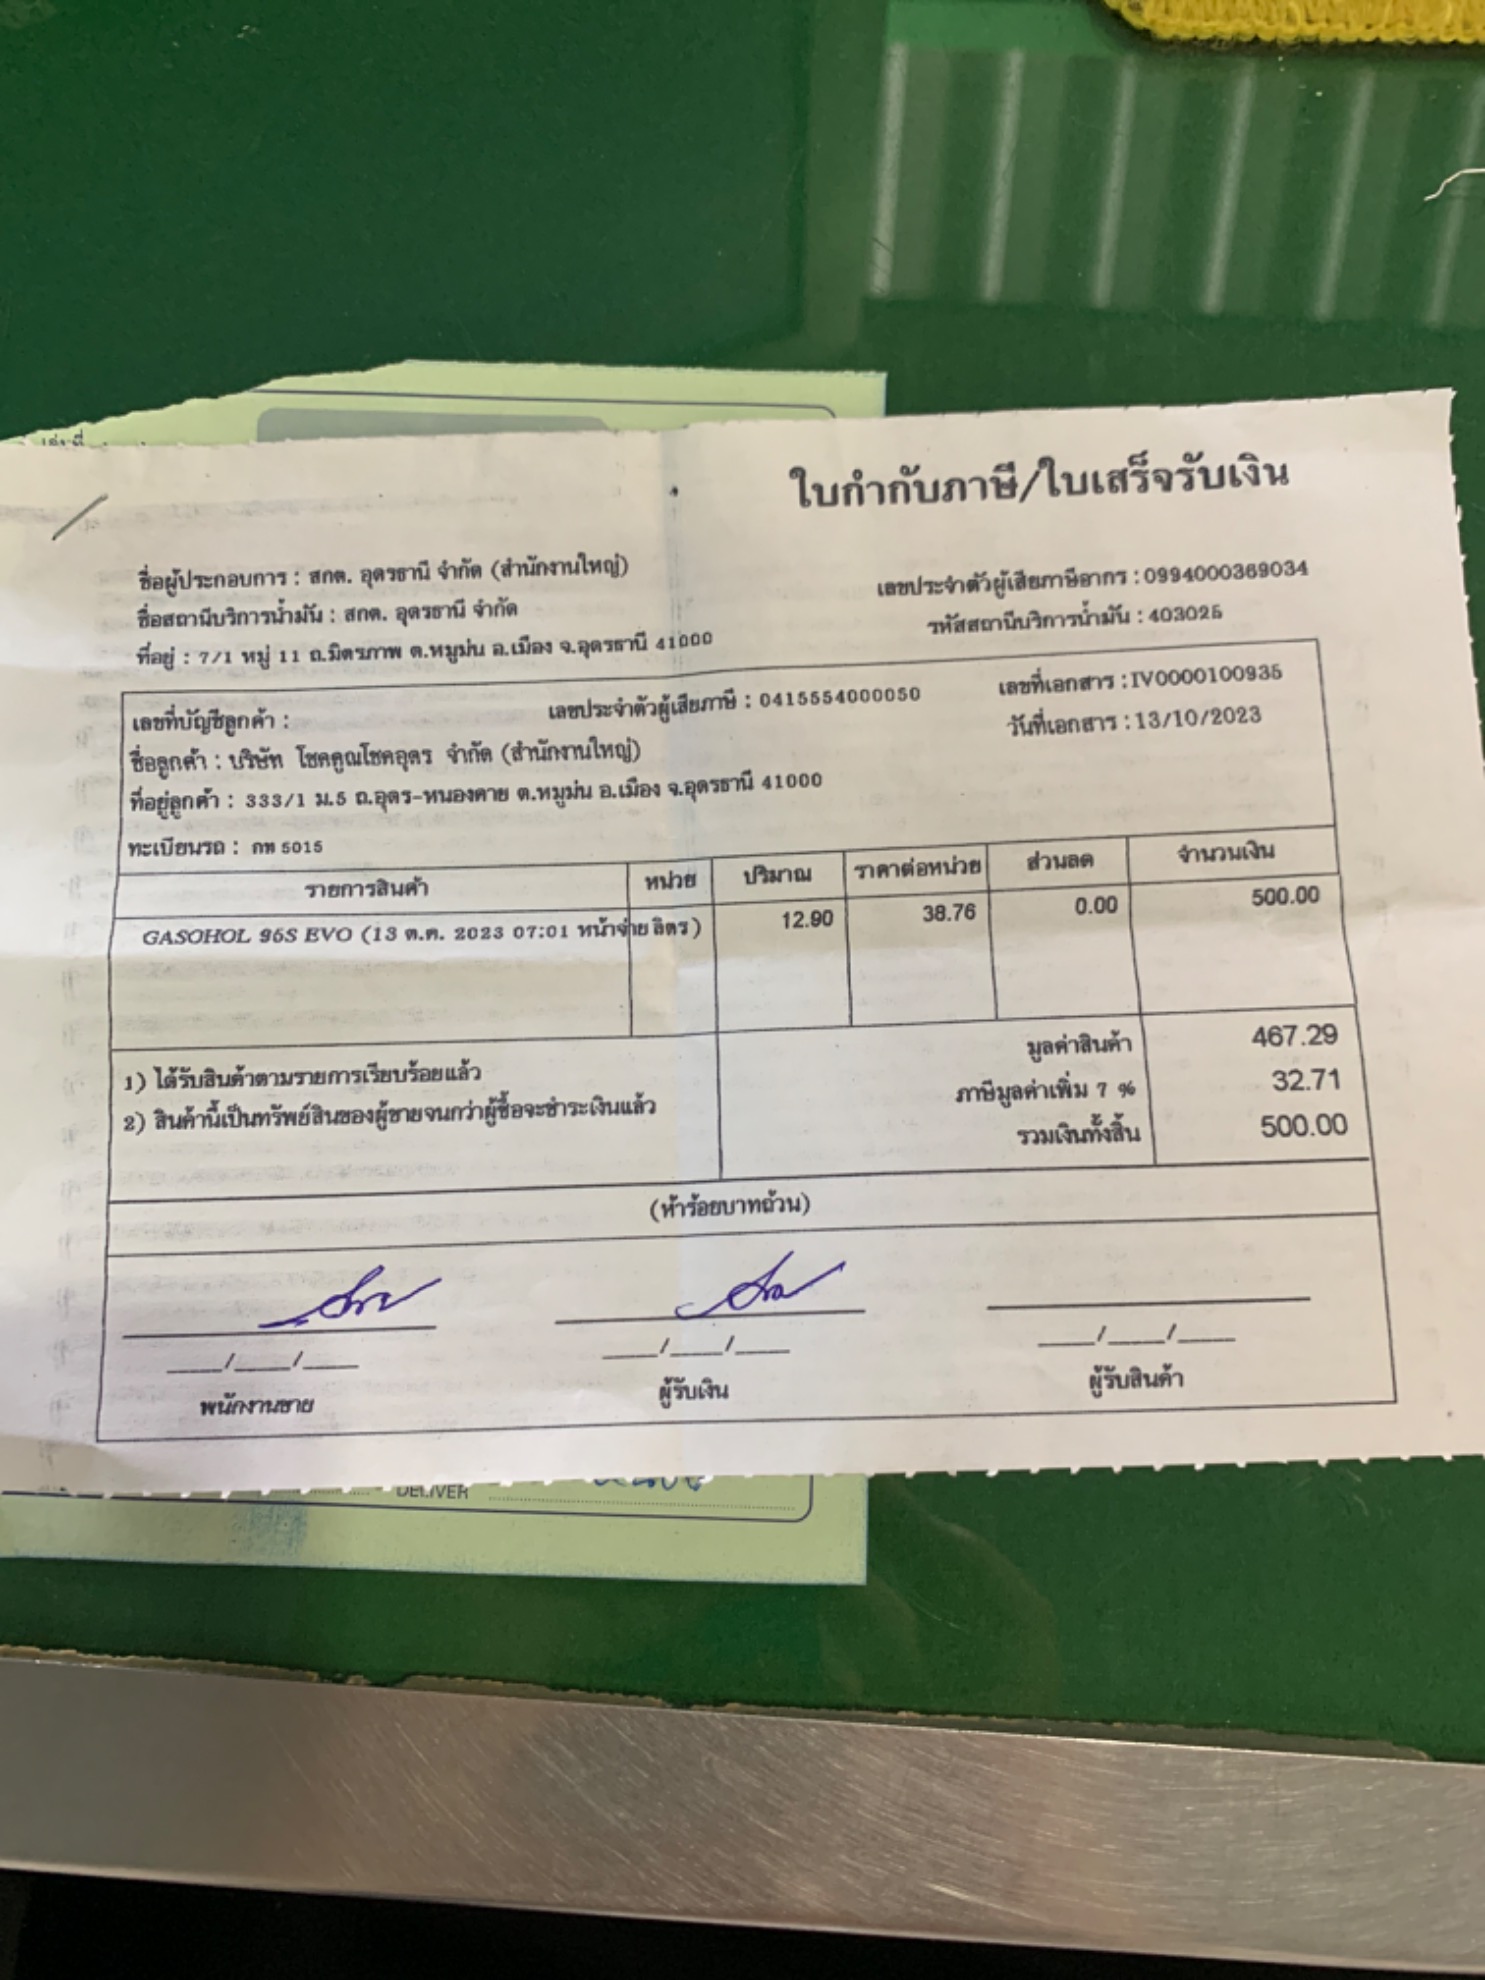 ใบกำกับภาษี/ใบเสร็จรับเงิน
ชื่อผู้ประกอบการ : สกต. อุดรธานี จำกัด (สำนักงานใหญ่)
เลขประจำตัวผู้เสียภาษีอากร : 0994000369034
ชื่อสถานีบริการน้ำมัน : สกต. อุดรธานี จำกัด
รหัสสถานีบริการน้ำมัน : 403025
ที่อยู่ : 7/1 หมู่ 11 ถ.มิตรภาพ ต.หมูม่น อ.เมือง จ.อุดรธานี 41000
เลขที่บัญชีลูกค้า : เลขประจำตัวผู้เสียภาษี : 0415554000050 เลขที่เอกสาร : IV0000100935
ชื่อลูกค้า : บริษัท โชคคูณโชคอุดร จำกัด (สำนักงานใหญ่) วันที่เอกสาร : 13/10/2023
ที่อยู่ลูกค้า : 333/1 ม.5 ถ.อุดร-หนองคาย ต.หมูม่น อ.เมือง จ.อุดรธานี 41000
ทะเบียนรถ : กท 5015
รายการสินค้า หน่วย ปริมาณ ราคาต่อหน่วย ส่วนลด จำนวนเงิน
GASOHOL 95S EVO (13 ต.ค. 2023 07:01 หน้าจ่าย ลิตร) 12.90 38.76 0.00 500.00
1) ได้รับสินค้าตามรายการเรียบร้อยแล้ว
2) สินค้านี้เป็นทรัพย์สินของผู้ขายจนกว่าผู้ซื้อจะชำระเงินแล้ว
มูลค่าสินค้า 467.29
ภาษีมูลค่าเพิ่ม 7 % 32.71
รวมเงินทั้งสิ้น 500.00
(ห้าร้อยบาทถ้วน)
___/___/___ ___/___/___ ___/___/___
พนักงานขาย ผู้รับเงิน ผู้รับสินค้า
DELIVER